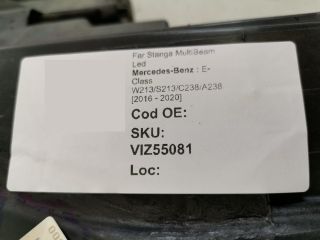 Far Stanga MultiBeam
Led
Mercedes-Benz : E-
Class
W213/S213/C238/A238
[2016 - 2020]
Cod OE:
SKU:
VIZ55081
Loc: